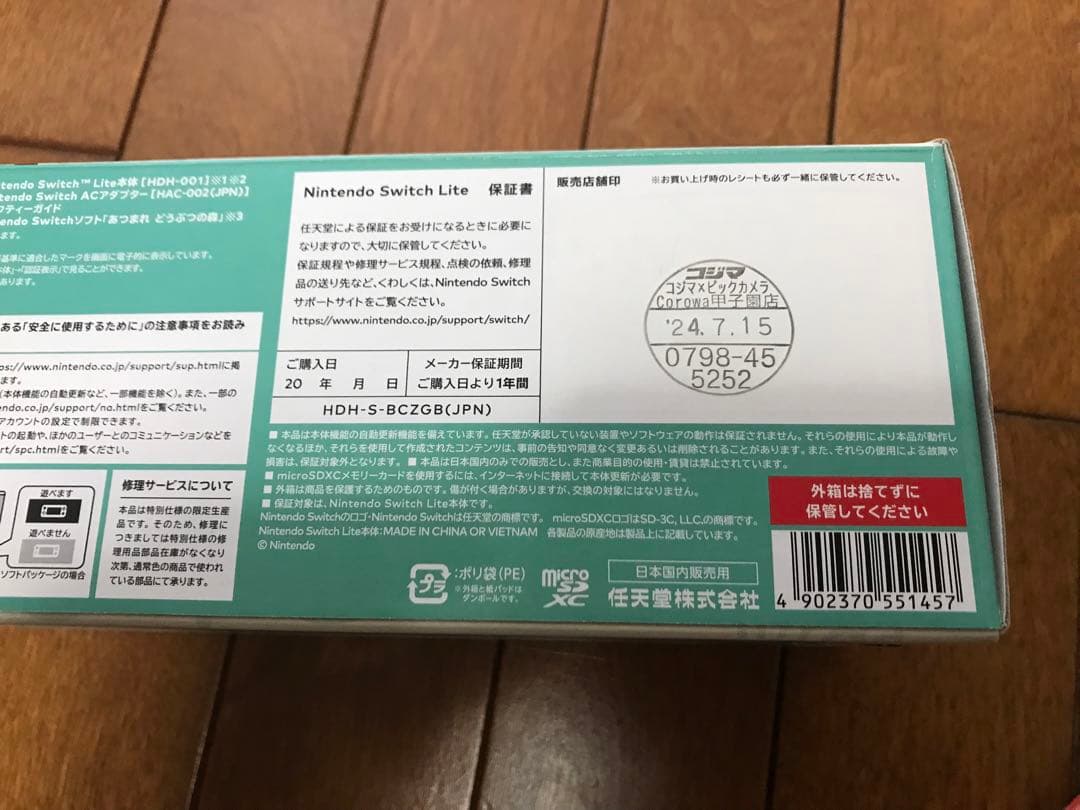 ntendo Switch™ Lite本体 [HDH-001]※1※2
ntendo Switch ACアダプター [HAC-002(JPN)]
フティーガイド
endo Switchソフト「あつまれ どうぶつの森」※3
ます。
基準に適合したマークを画面に電子的に表示しています。
本体」→「認証表示」で見ることができます。
あります。
ある「安全に使用するために」の注意事項をお読み
ps://www.nintendo.co.jp/support/sup.htmlに掲
ます。
(本体機能の自動更新など、一部機能を除く)。また、一部の
endo.co.jp/support/na.htmlをご覧ください。
アカウントの設定で制限できます。
トの起動や、ほかのユーザーとのコミュニケーションなどを
port/spc.htmlをご覧ください。
遊べます
遊べません
ソフトパッケージの場合
修理サービスについて
本品は特別仕様の限定生産
品です。そのため、修理に
つきましては特別仕様の修
理用品部品在庫がなくなり
次第、通常色の商品で使われ
ている部品にて承ります。
Nintendo Switch Lite 保証書
任天堂による保証をお受けになるときに必要に
なりますので、大切に保管してください。
保証規程や修理サービス規程、点検の依頼、修理
品の送り先など、くわしくは、Nintendo Switch
サポートサイトをご覧ください。
https://www.nintendo.co.jp/support/switch/
ご購入日
20 年 月 日
メーカー保証期間
ご購入日より1年間
HDH-S-BCZGB(JPN)
販売店舗印 ※お買い上げ時のレシートも必ず一緒に保管してください。
コジマ
コジマ×ビックカメラ
Corowa甲子園店
'24.7.15
0798-45
5252
■ 本品は本体機能の自動更新機能を備えています。任天堂が承認していない装置やソフトウェアの動作は保証されません。それらの使用により本品が動作し
なくなるほか、それらを使用して作成されたコンテンツは、事前の告知や同意なく変更あるいは削除されることがあります。また、それらの使用による故障や
損害は、保証対象外となります。 ■ 本品は日本国内のみでの販売とし、また商業目的の使用・賃貸は禁止されています。
■ microSDXCメモリーカードを使用するには、インターネットに接続して本体更新が必要です。
■ 外箱は商品を保護するためのものです。傷が付く場合がありますが、交換の対象にはなりません。
■ 保証対象は、Nintendo Switch Lite本体です。
Nintendo Switchのロゴ・Nintendo Switchは任天堂の商標です。 microSDXCロゴはSD-3C, LLC.の商標です。
Nintendo Switch Lite本体:MADE IN CHINA OR VIETNAM 各製品の原産地は製品上に記載しています。
© Nintendo
プラ
:ポリ袋(PE)
※外箱と紙パッドは
ダンボールです。
micro
SD
XC
日本国内販売用
任天堂株式会社
外箱は捨てずに
保管してください
4 902370 551457